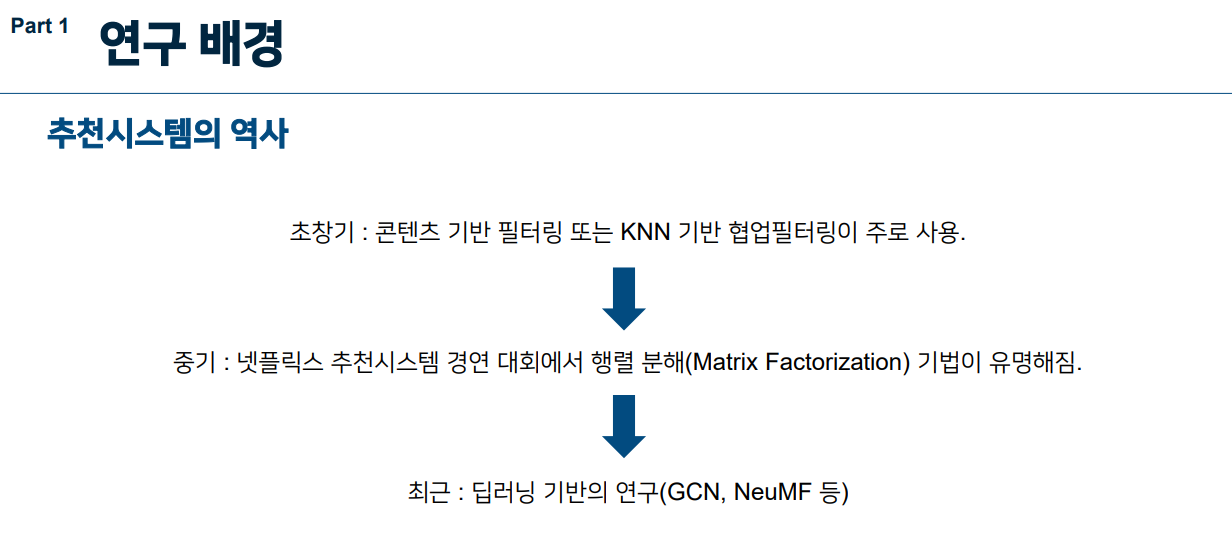 Part 1
연구 배경
추천시스템의 역사
초창기 : 콘텐츠 기반 필터링 또는 KNN 기반 협업필터링이 주로 사용.
중기 : 넷플릭스 추천시스템 경연 대회에서 행렬 분해(Matrix Factorization) 기법이 유명해짐.
최근 : 딥러닝 기반의 연구(GCN, NeuMF 등)